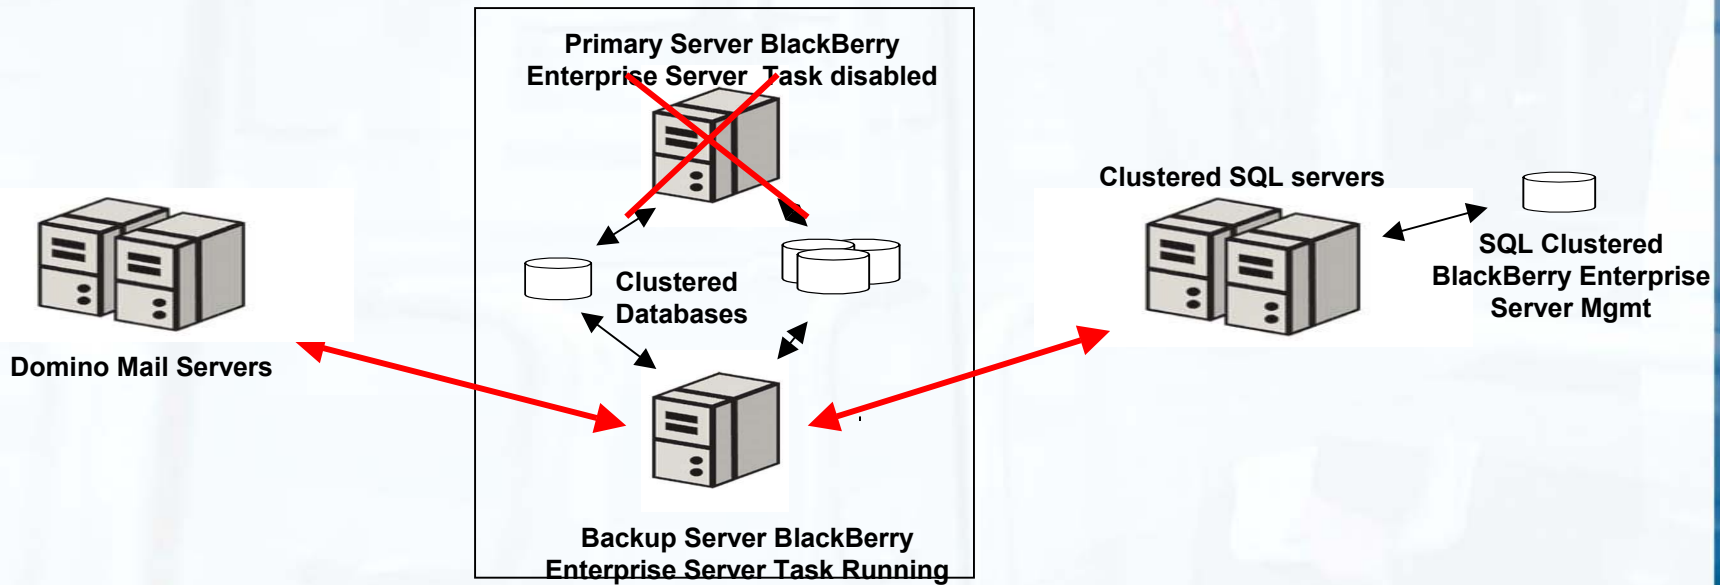 Primary Server BlackBerry
Enterprise Server Task disabled
Clustered SQL servers
Clustered
Databases
SQL Clustered
BlackBerry Enterprise
Server Mgmt
Domino Mail Servers
Backup Server BlackBerry
Enterprise Server Task Running